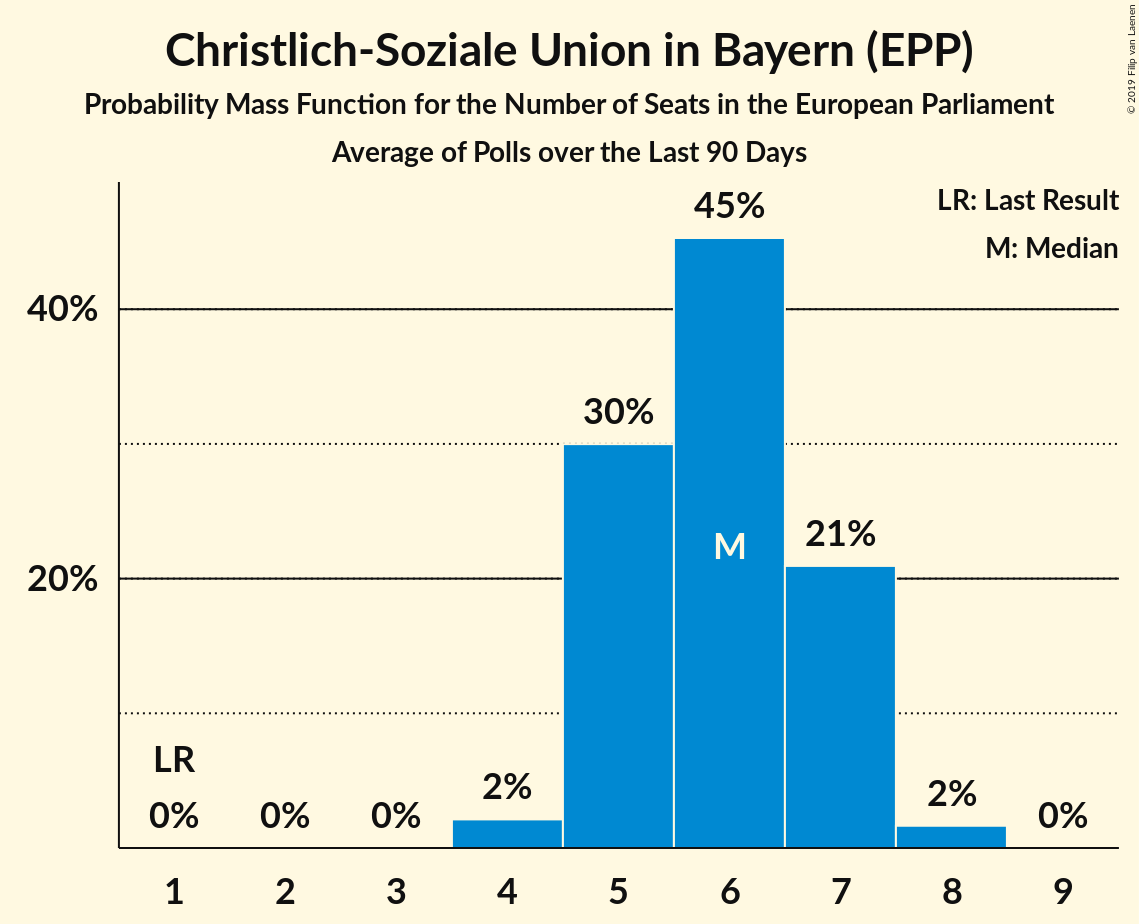 Christlich-Soziale Union in Bayern (EPP)
Probability Mass Function for the Number of Seats in the European Parliament
Average of Polls over the Last 90 Days
© 2019 Filip van Laenen
LR: Last Result
M: Median
45%
40%
30%
M
21%
20%
LR
0%
0%
0%
2%
2%
0%
1
2
3
4
5
6
7
8
9